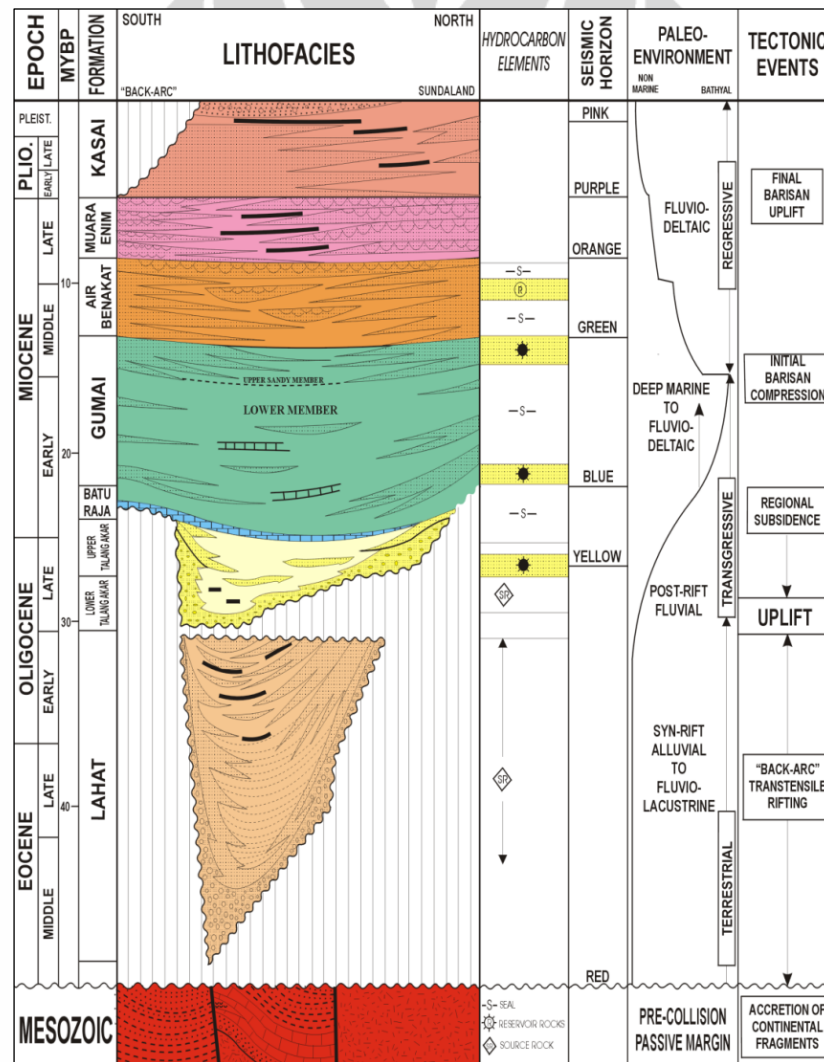 EPOCH
MYBP
FORMATION
SOUTH
NORTH
LITHOFACIES
"BACK-ARC"
SUNDALAND
HYDROCARBON
ELEMENTS
SEISMIC
HORIZON
PALEO-
ENVIRONMENT
NON
MARINE
BATHYAL
TECTONIC
EVENTS
PLEIST.
PLIO.
LATE
EARLY
KASAI
PINK
PURPLE
FLUVIO-
DELTAIC
REGRESSIVE
FINAL
BARISAN
UPLIFT
MIOCENE
LATE
MIDDLE
EARLY
10
20
MUARA
ENIM
ORANGE
AIR
BENAKAT
S
R
S
GREEN
GUMAI
UPPER SANDY MEMBER
LOWER MEMBER
S
DEEP MARINE
TO
FLUVIO-
DELTAIC
INITIAL
BARISAN
COMPRESSION
BLUE
BATU
RAJA
S
TRANSGRESSIVE
REGIONAL
SUBSIDENCE
OLIGOCENE
LATE
EARLY
30
UPPER
TALANG AKAR
LOWER
TALANG AKAR
YELLOW
SR
POST-RIFT
FLUVIAL
UPLIFT
EOCENE
LATE
MIDDLE
40
LAHAT
SR
SYN-RIFT
ALLUVIAL
TO
FLUVIO-
LACUSTRINE
TERRESTRIAL
"BACK-ARC"
TRANSTENSILE
RIFTING
RED
MESOZOIC
S SEAL
R RESERVOIR ROCKS
SR SOURCE ROCK
PRE-COLLISION
PASSIVE MARGIN
ACCRETION OF
CONTINENTAL
FRAGMENTS